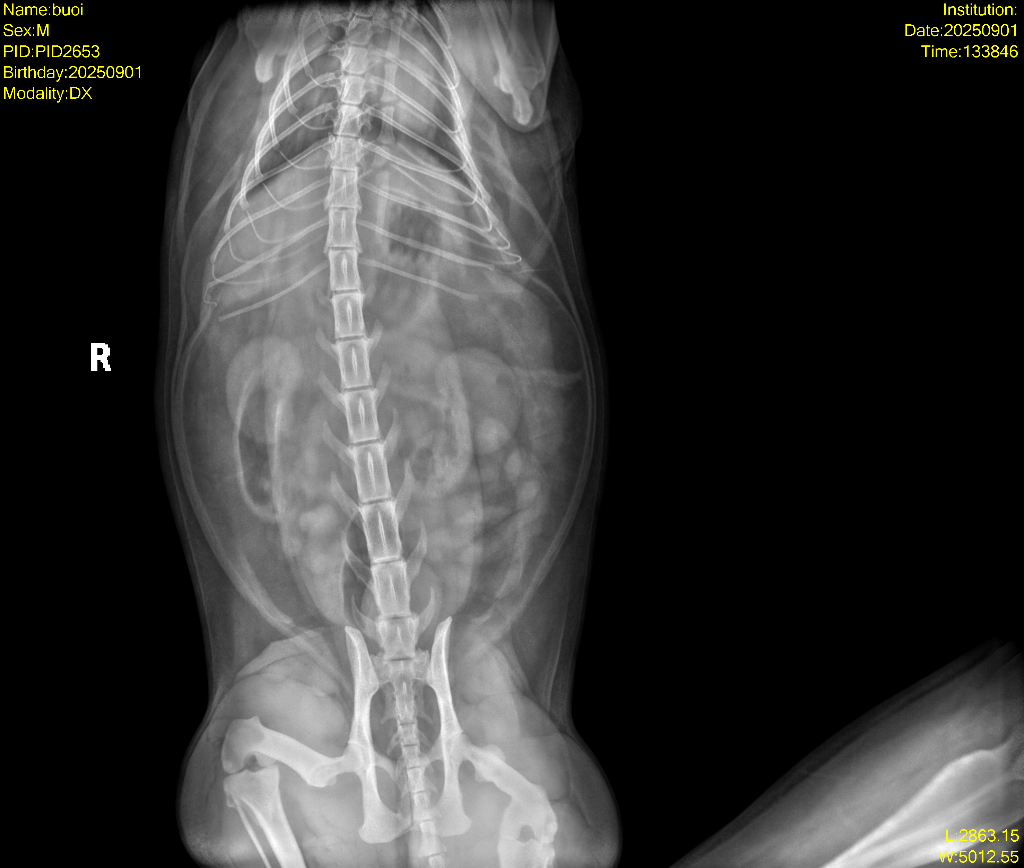 Name:buoi
Sex:M
PID:PID2653
Birthday:20250901
Modality:DX
Institution:
Date:20250901
Time:133846
R
L:2863.15
W:5012.55